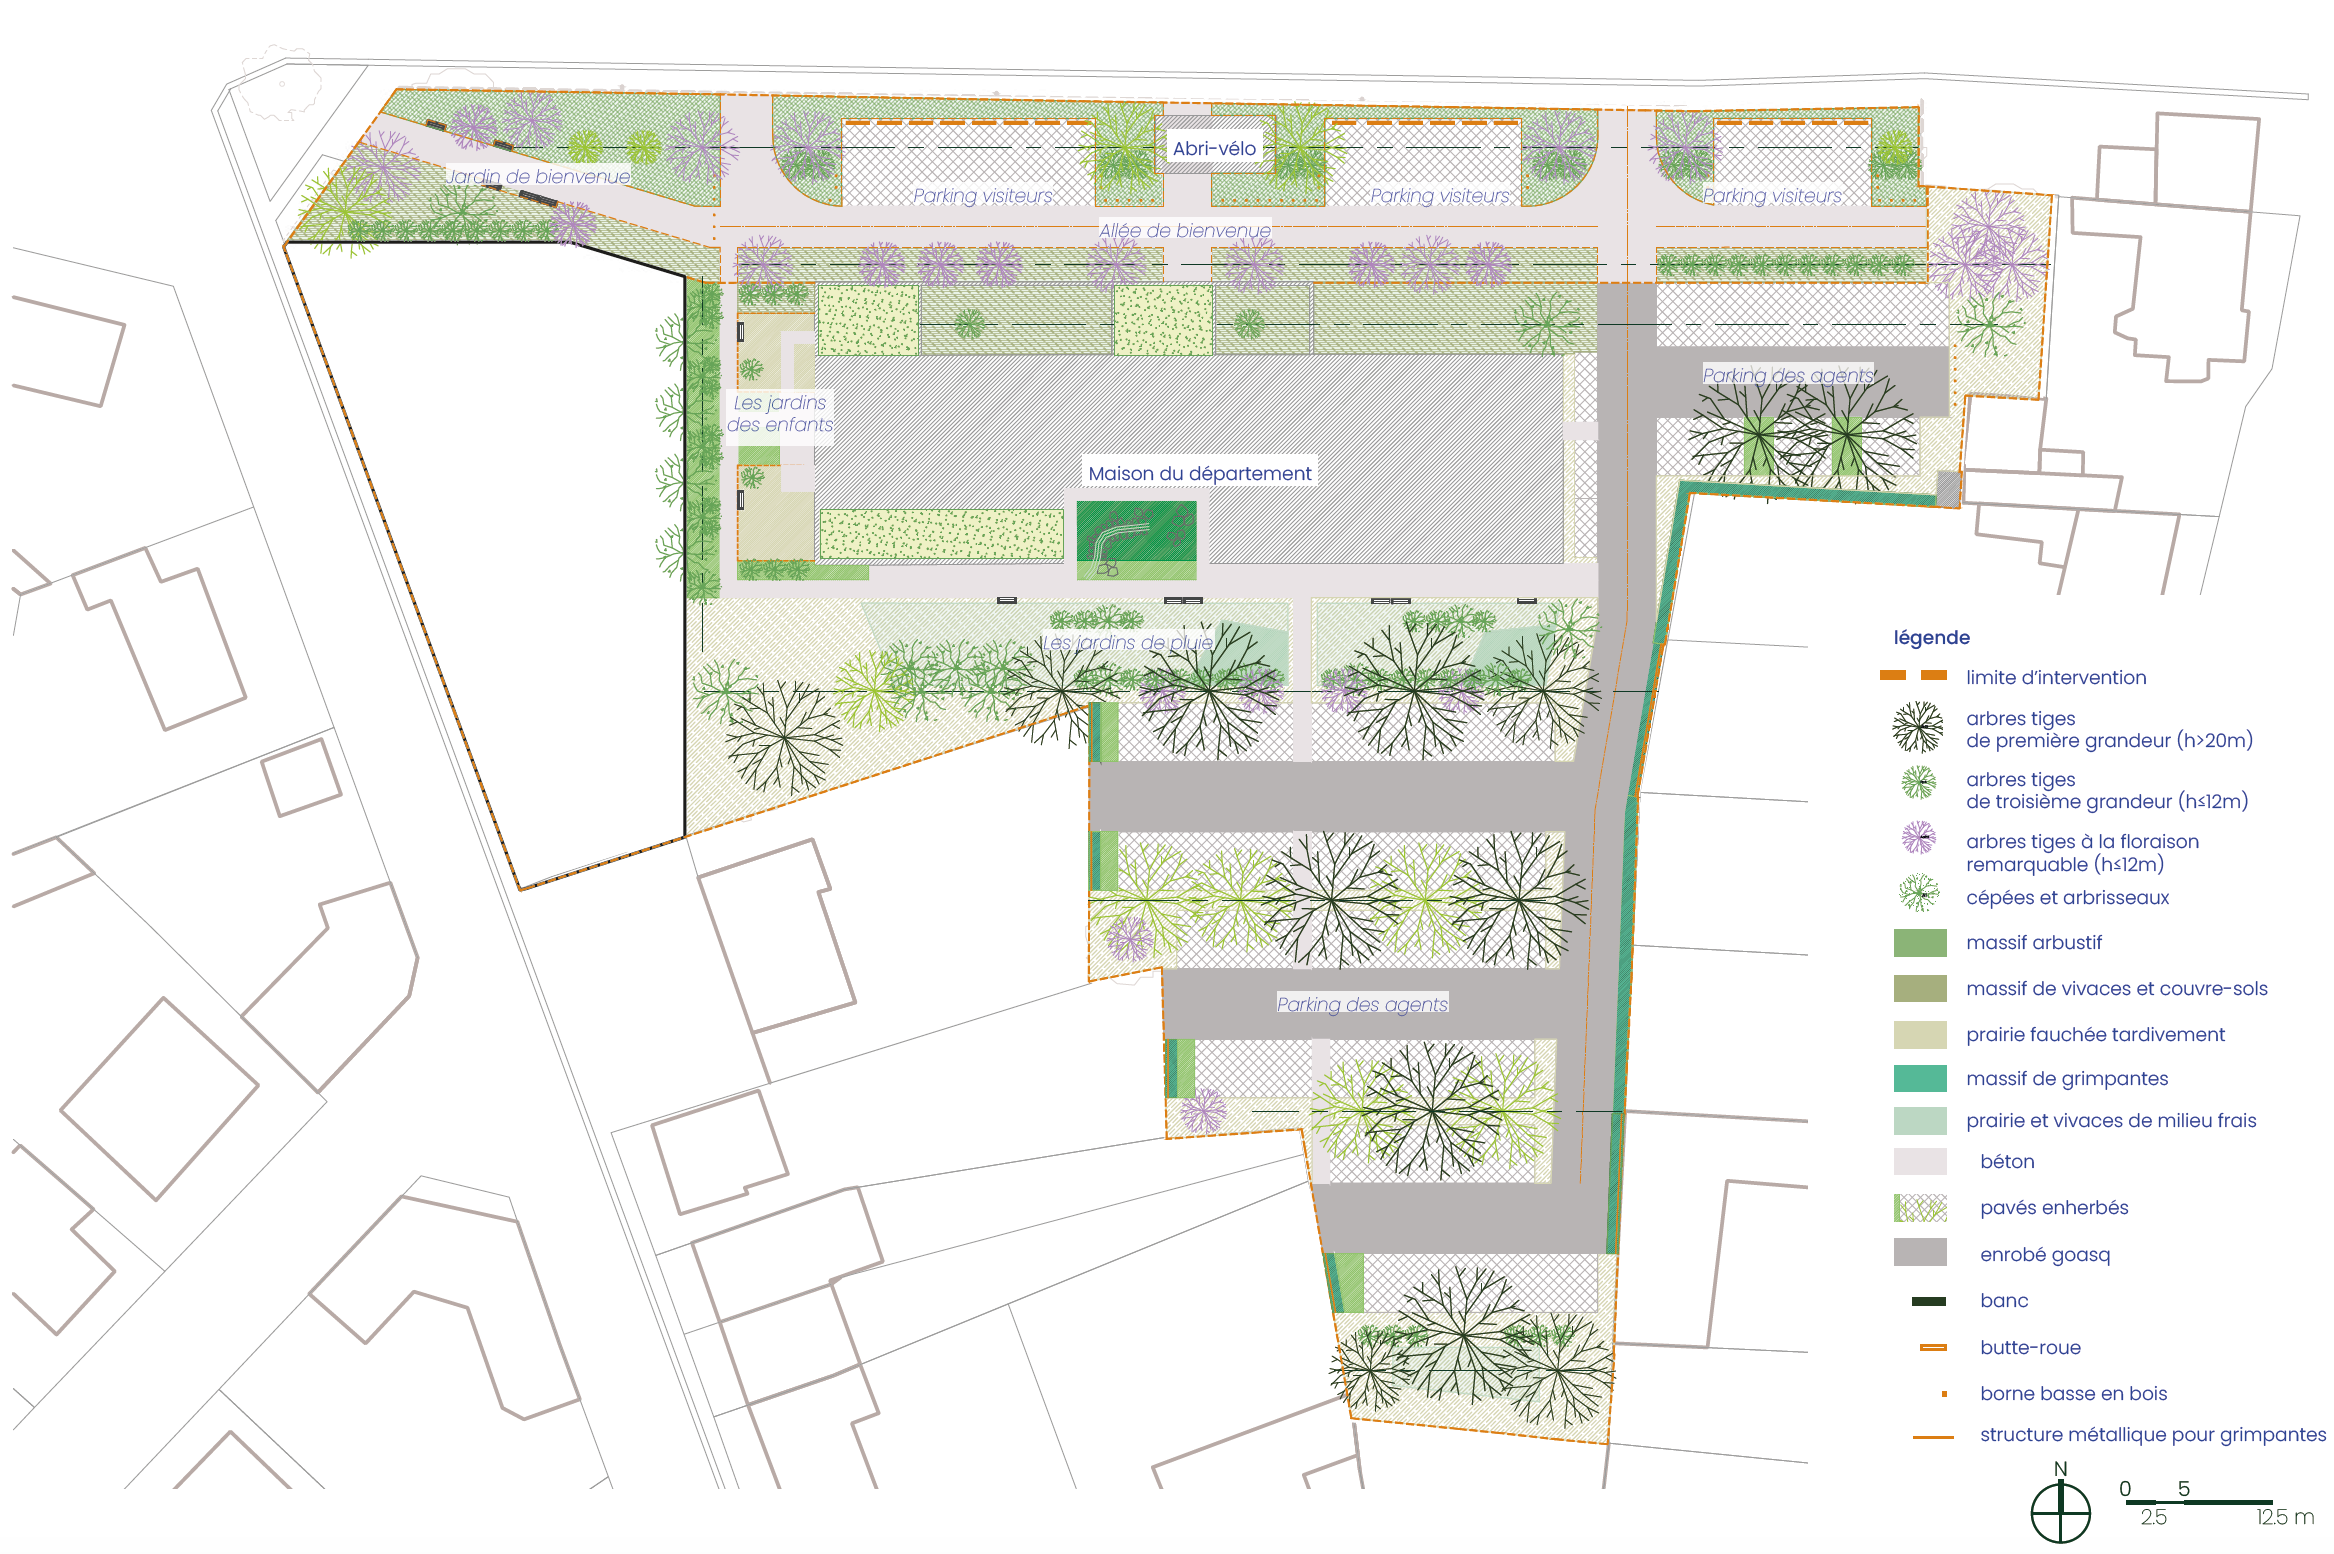 Abri-vélo
Jardin de bienvenue
Parking visiteurs
Parking visiteurs
Parking visiteurs
Allée de bienvenue
Parking des agents
Les jardins
des enfants
Maison du département
Les jardins de pluie
Parking des agents
légende
limite d'intervention
arbres tiges
de première grandeur (h>20m)
arbres tiges
de troisième grandeur (h≤12m)
arbres tiges à la floraison
remarquable (h≤12m)
cépées et arbrisseaux
massif arbustif
massif de vivaces et couvre-sols
prairie fauchée tardivement
massif de grimpantes
prairie et vivaces de milieu frais
béton
pavés enherbés
enrobé goasq
banc
butte-roue
borne basse en bois
structure métallique pour grimpantes
N
0 5
2.5 12.5 m